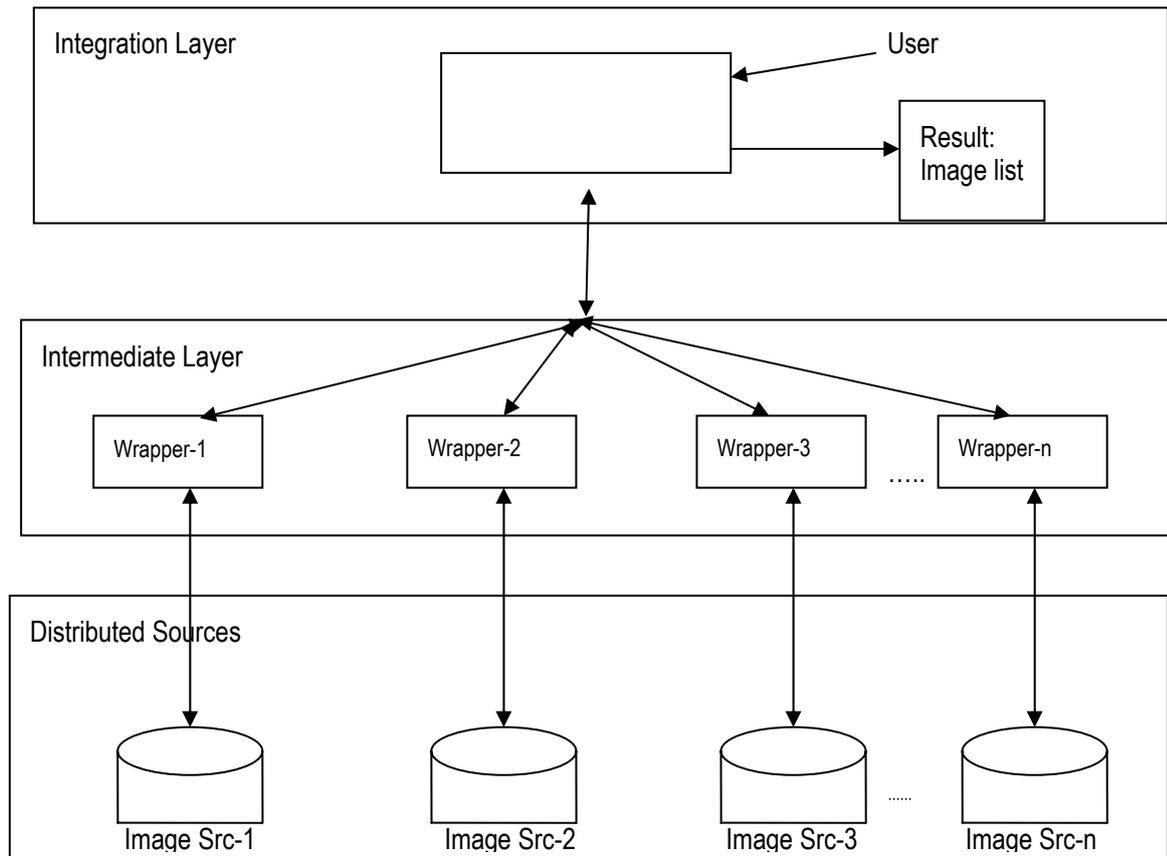 Integration Layer
User
Result:
Image list
Intermediate Layer
Wrapper-1
Wrapper-2
Wrapper-3
.....
Wrapper-n
Distributed Sources
......
Image Src-1
Image Src-2
Image Src-3
Image Src-n